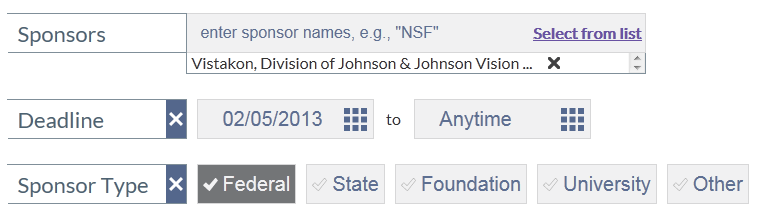 Sponsors enter sponsor names, e.g., "NSF" Select from list
Vistakon, Division of Johnson & Johnson Vision ...
Deadline 02/05/2013 to Anytime
Sponsor Type Federal State Foundation University Other